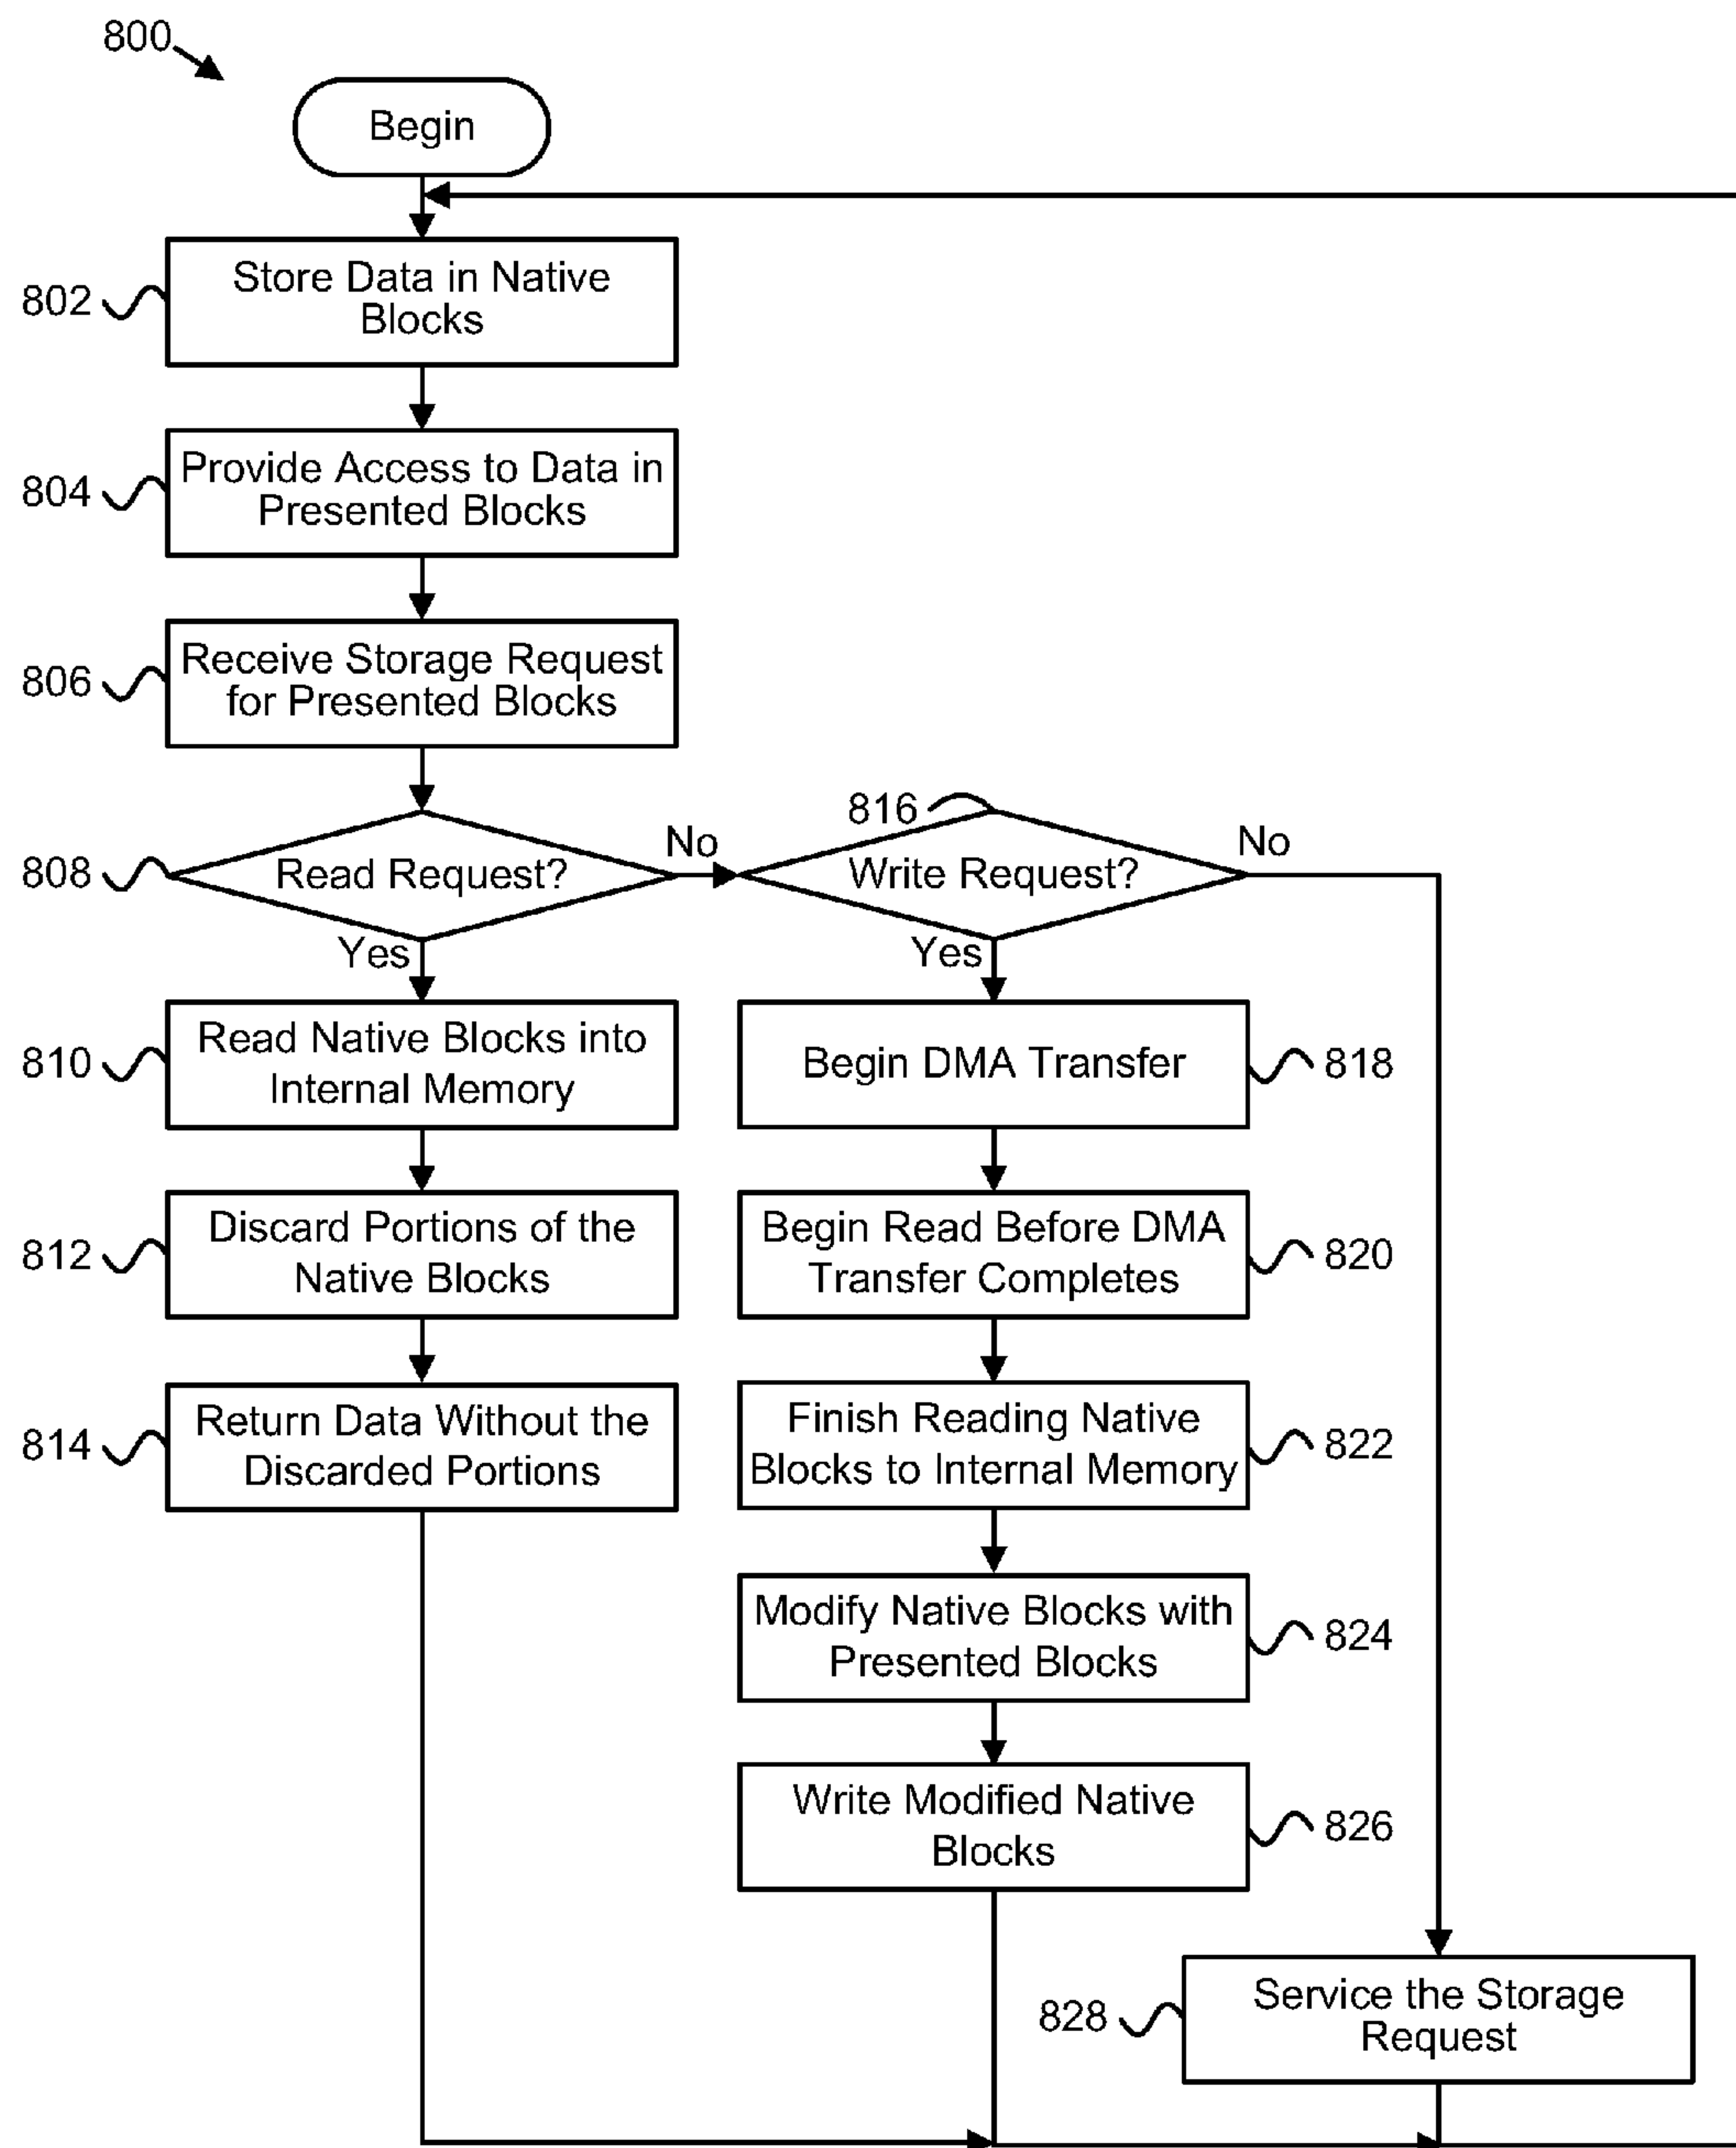 800
Begin
802
Store Data in Native
Blocks
804
Provide Access to Data in
Presented Blocks
806
Receive Storage Request
for Presented Blocks
808
Read Request?
No
816
Write Request?
No
Yes
Yes
810
Read Native Blocks into
Internal Memory
Begin DMA Transfer
818
812
Discard Portions of the
Native Blocks
Begin Read Before DMA
Transfer Completes
820
814
Return Data Without the
Discarded Portions
Finish Reading Native
Blocks to Internal Memory
822
Modify Native Blocks with
Presented Blocks
824
Write Modified Native
Blocks
826
828
Service the Storage
Request